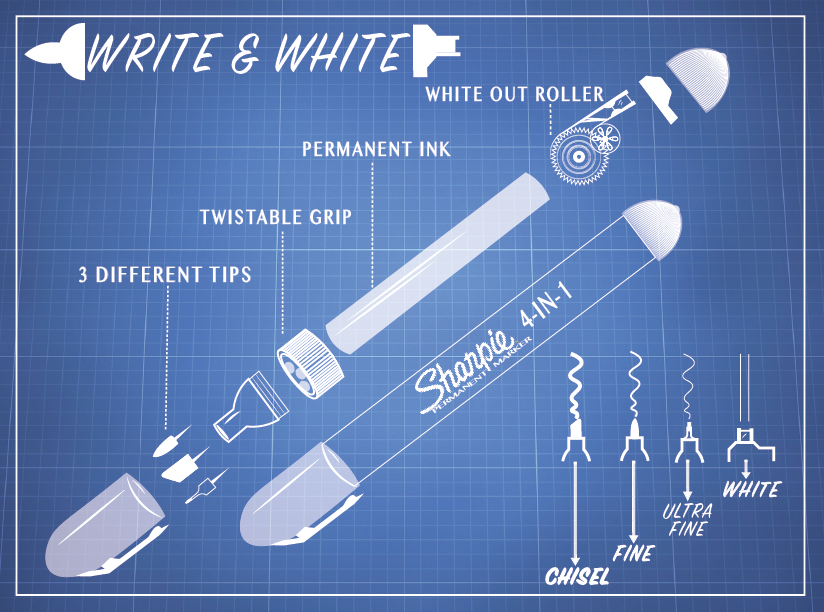 WRITE & WHITE
WHITE OUT ROLLER
PERMANENT INK
TWISTABLE GRIP
3 DIFFERENT TIPS
Sharpie 4-IN-1
PERMANENT MARKER
WHITE
ULTRA
FINE
FINE
CHISEL